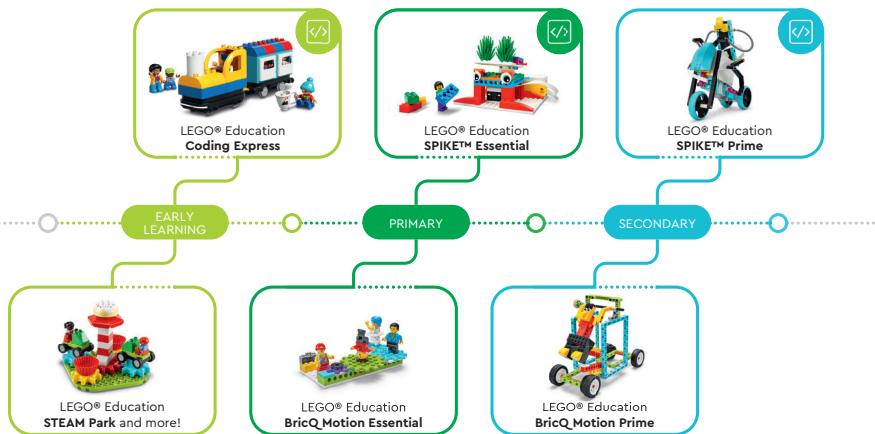 LEGO® Education
Coding Express
LEGO® Education
SPIKE™ Essential
LEGO® Education
SPIKE™ Prime
EARLY
LEARNING
PRIMARY
SECONDARY
LEGO® Education
STEAM Park and more!
LEGO® Education
BricQ Motion Essential
LEGO® Education
BricQ Motion Prime